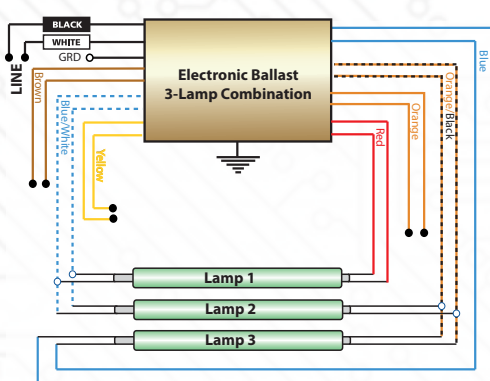 BLACK
WHITE
GRD
LINE
Brown
Blue/White
Yellow
Electronic Ballast
3-Lamp Combination
Red
Orange
Orange/Black
Blue
Lamp 1
Lamp 2
Lamp 3